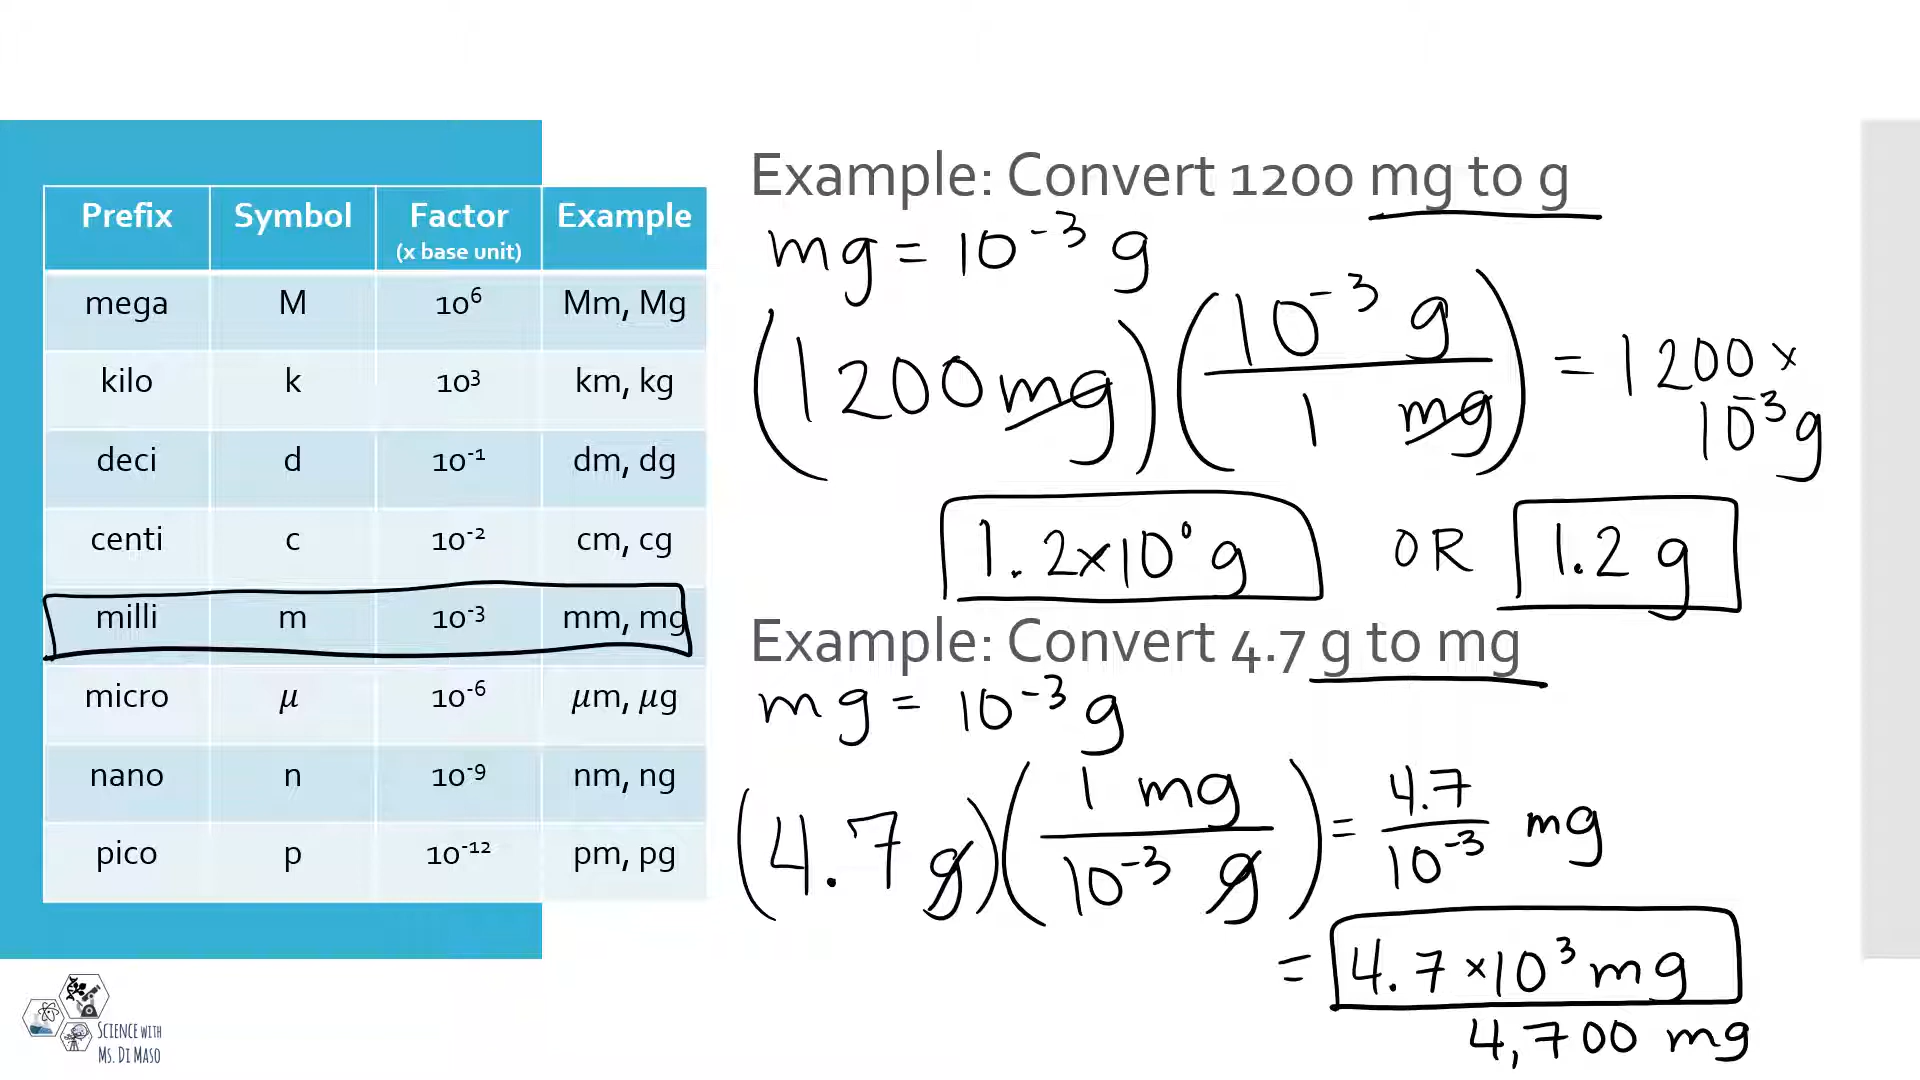 Prefix Symbol Factor Example
(x base unit)
mega M 10⁶ Mm, Mg
kilo k 10³ km, kg
deci d 10⁻¹ dm, dg
centi c 10⁻² cm, cg
milli m 10⁻³ mm, mg
micro μ 10⁻⁶ μm, μg
nano n 10⁻⁹ nm, ng
pico p 10⁻¹² pm, pg
Example: Convert 1200 mg to g
mg = 10⁻³ g
(1200 mg) (10⁻³ g / 1 mg) = 1200 ×
10⁻³ g
1.2×10⁰ g OR 1.2 g
Example: Convert 4.7 g to mg
mg = 10⁻³ g
(4.7 g) (1 mg / 10⁻³ g) = 4.7 / 10⁻³ mg
= 4.7 ×10³ mg
4,700 mg
SCIENCE WITH
MS. DI MASO